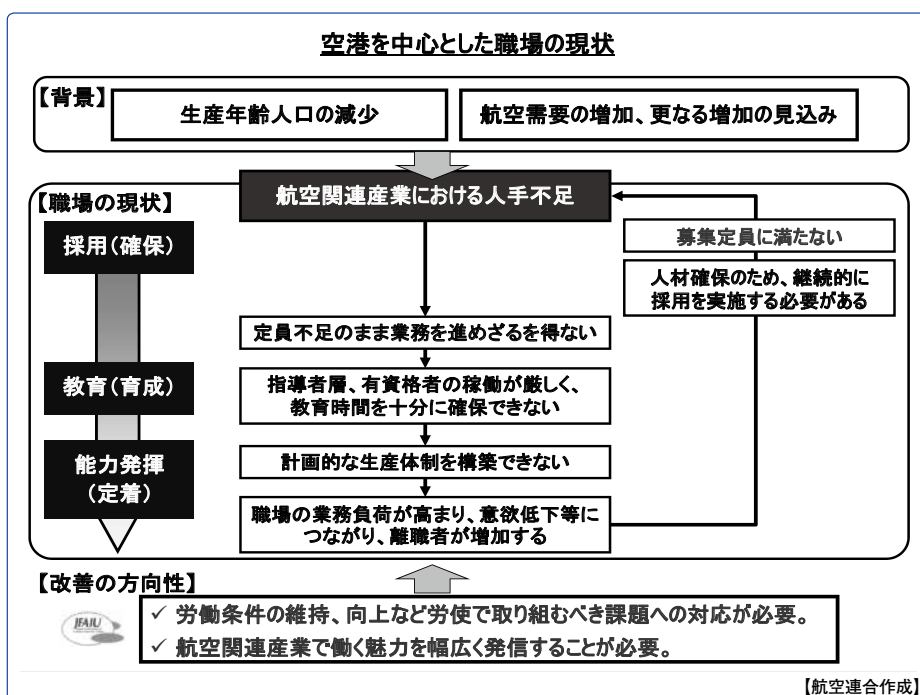 空港を中心とした職場の現状
【背景】
生産年齢人口の減少
航空需要の増加、更なる増加の見込み
【職場の現状】
航空関連産業における人手不足
採用(確保)
教育(育成)
能力発揮
(定着)
募集定員に満たない
人材確保のため、継続的に
採用を実施する必要がある
定員不足のまま業務を進めざるを得ない
指導者層、有資格者の稼働が厳しく、
教育時間を十分に確保できない
計画的な生産体制を構築できない
職場の業務負荷が高まり、意欲低下等に
つながり、離職者が増加する
【改善の方向性】
JFAIU
✓ 労働条件の維持、向上など労使で取り組むべき課題への対応が必要。
✓ 航空関連産業で働く魅力を幅広く発信することが必要。
【航空連合作成】